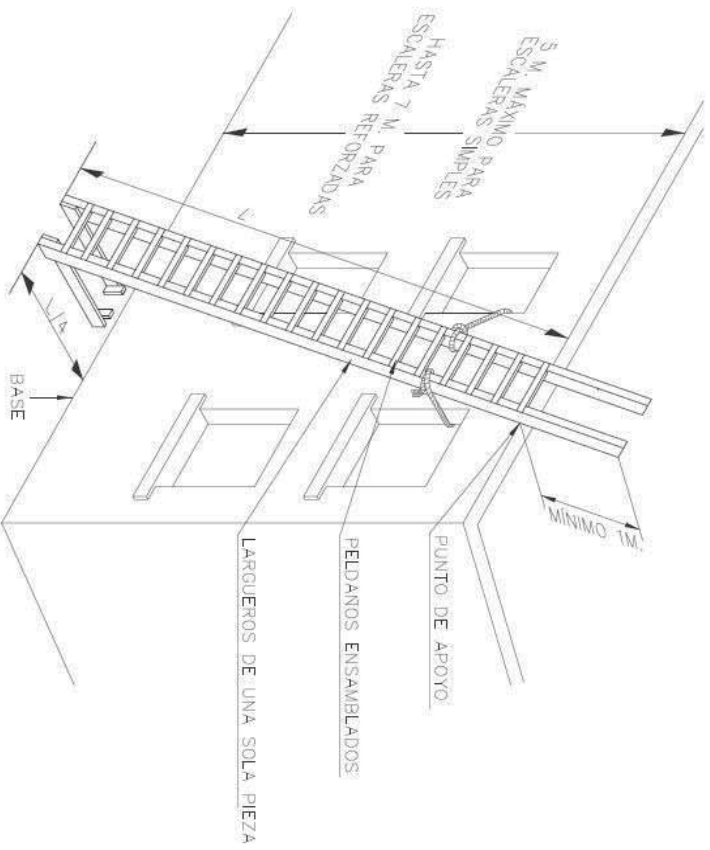 5 M. MÁXIMO PARA
ESCALERAS SIMPLES
HASTA 7 M. PARA
ESCALERAS REFORZADAS
L
L/4
BASE
MÍNIMO 1M.
PUNTO DE APOYO
PELDAÑOS ENSAMBLADOS
LARGUEROS DE UNA SOLA PIEZA